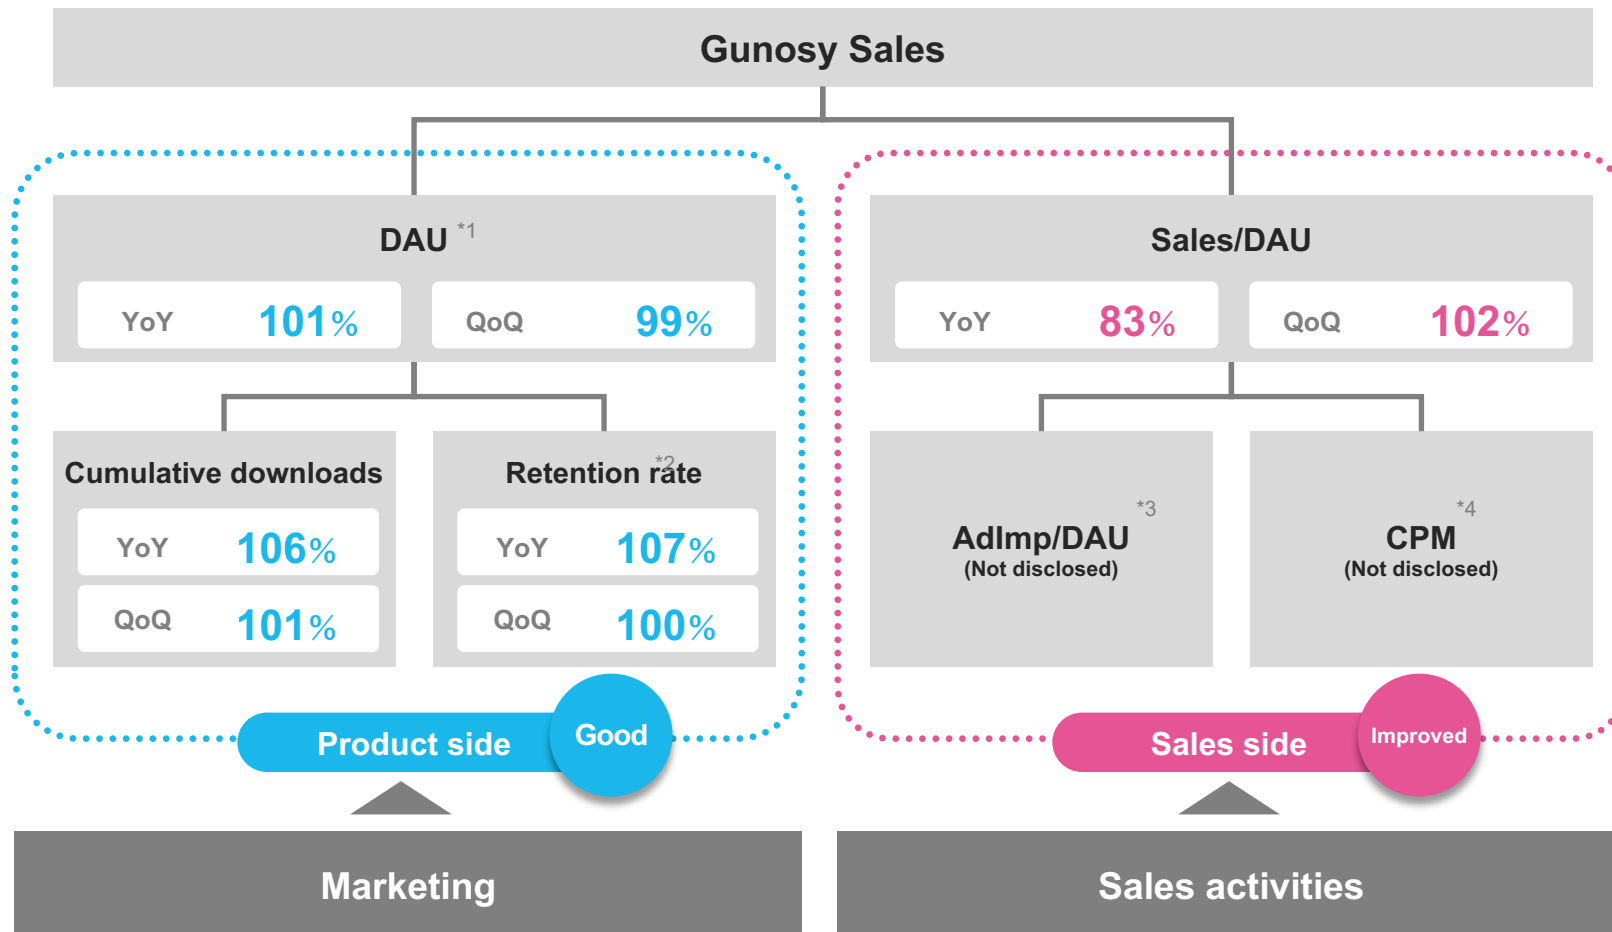 Gunosy Sales
DAU *1
YoY 101%
QoQ 99%
Sales/DAU
YoY 83%
QoQ 102%
Cumulative downloads
YoY 106%
QoQ 101%
Retention rate *2
YoY 107%
QoQ 100%
AdImp/DAU *3
(Not disclosed)
CPM *4
(Not disclosed)
Product side
Good
Sales side
Improved
Marketing
Sales activities